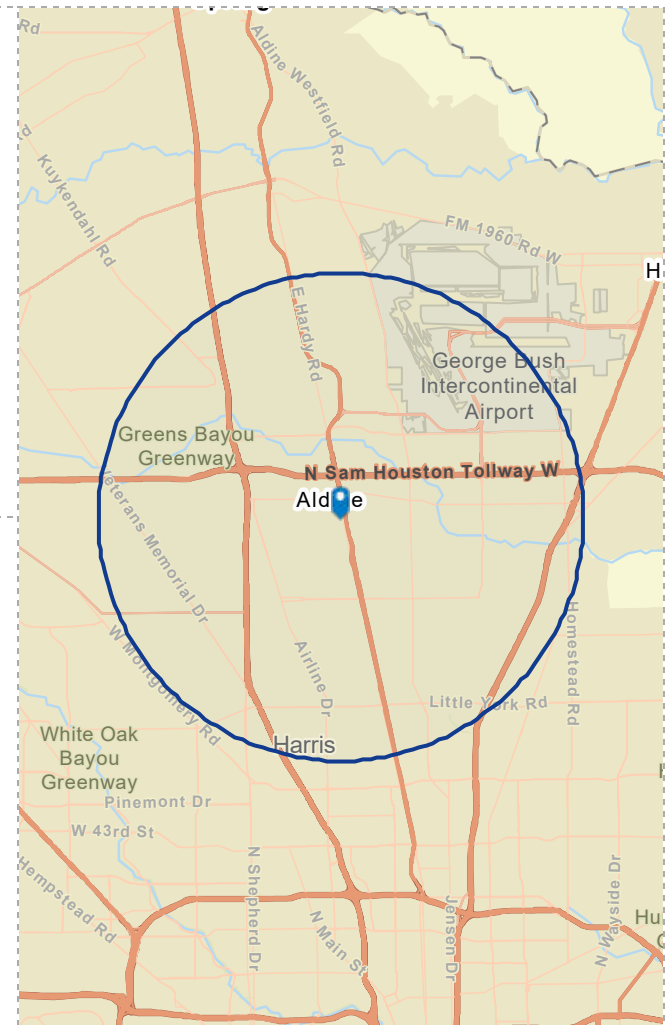 Rd
Aldine Westfield Rd
Kuykendahl Rd
FM 1960 Rd W
H
E Hardy Rd
George Bush
Intercontinental
Airport
Greens Bayou
Greenway
N Sam Houston Tollway W
Ald e
Veterans Memorial Dr
Homestead Rd
W Montgomery Rd
Airline Dr
Little York Rd
Harris
White Oak
Bayou
Greenway
Pinemont Dr
W 43rd St
Hempstead Rd
N Shepherd Dr
N Main St
Jensen Dr
N Wayside Dr
Hu